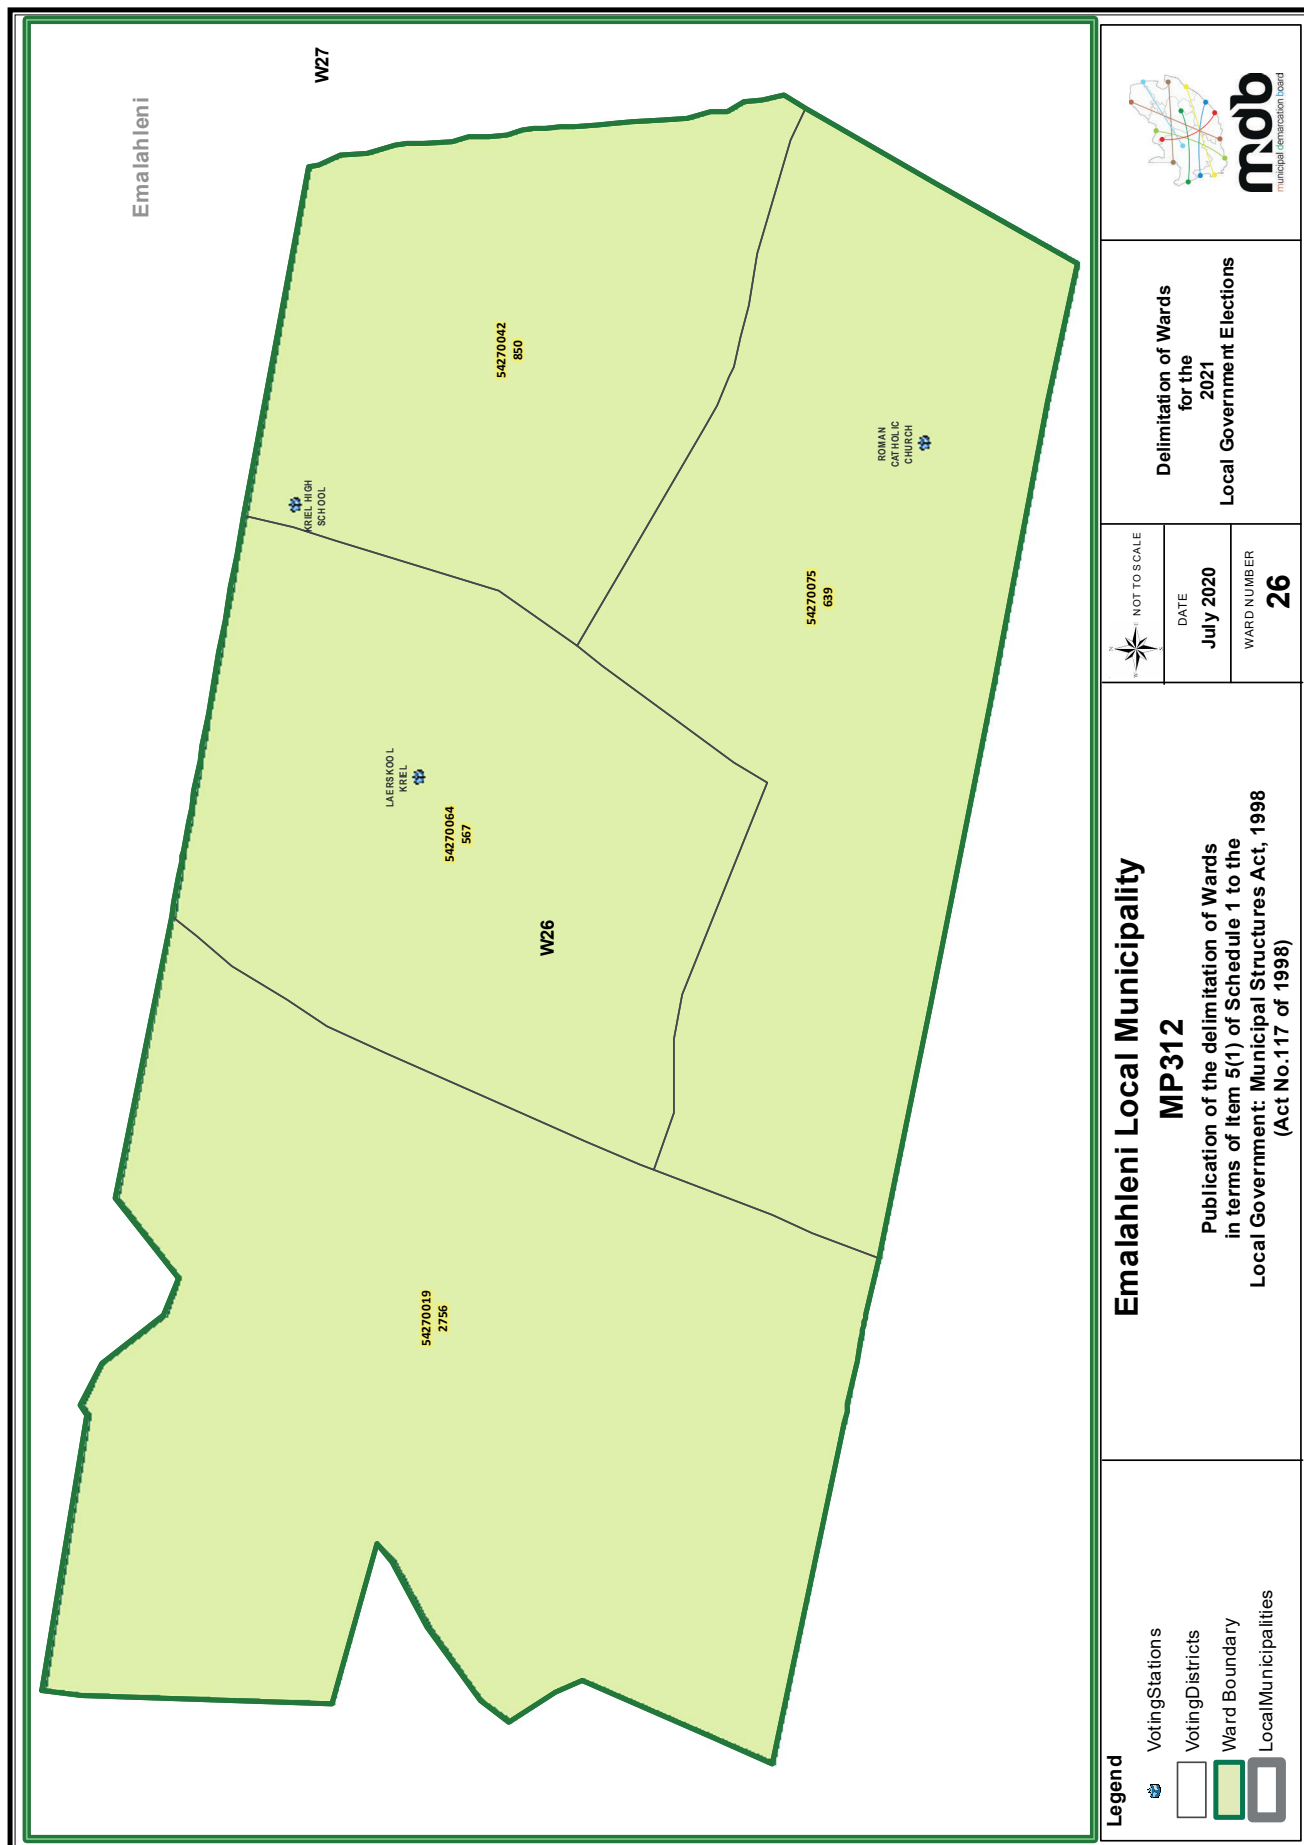 Emalahleni
W27
KRIEL HIGH
SCHOOL
54270042
850
LAERSKOOL
KRIEL
54270064
567
W26
ROMAN
CATHOLIC
CHURCH
54270075
639
54270019
2756
Legend
VotingStations
VotingDistricts
Ward Boundary
LocalMunicipalities
Emalahleni Local Municipality
MP312
Publication of the delimitation of Wards
in terms of Item 5(1) of Schedule 1 to the
Local Government: Municipal Structures Act, 1998
(Act No.117 of 1998)
N
W
E
S
NOT TO SCALE
DATE
July 2020
WARD NUMBER
26
Delimitation of Wards
for the
2021
Local Government Elections
mdb
municipal demarcation board